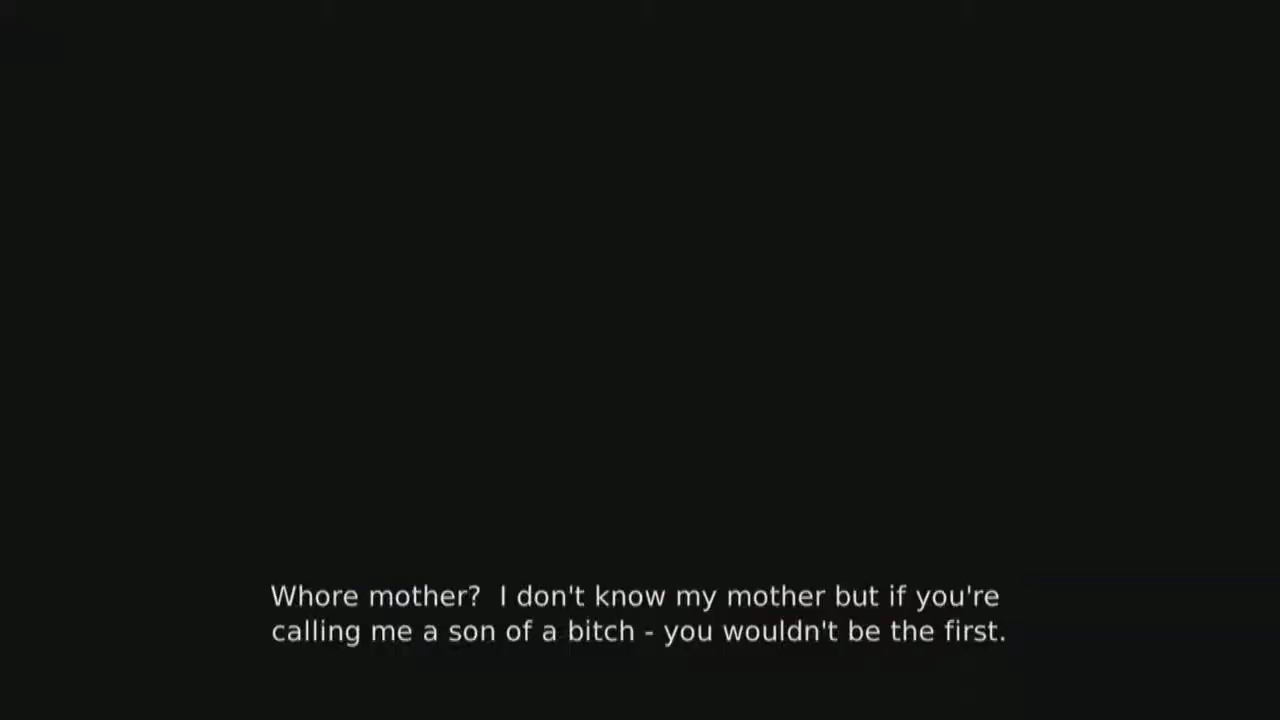 Whore mother?  I don't know my mother but if you're
calling me a son of a bitch - you wouldn't be the first.